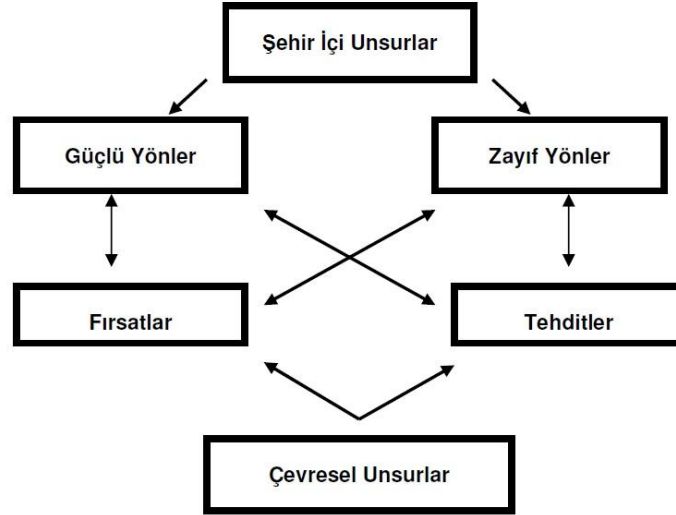 Şehir İçi Unsurlar
Güçlü Yönler
Zayıf Yönler
Fırsatlar
Tehditler
Çevresel Unsurlar